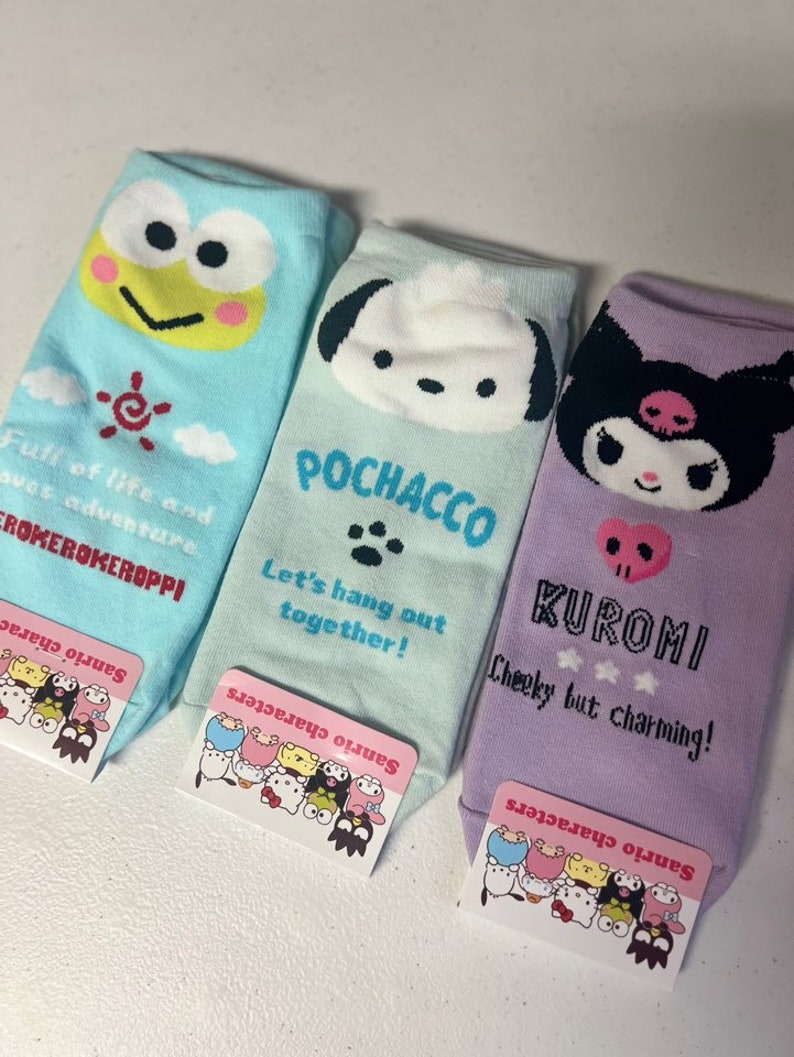 Full of life and
loves adventure
KEROKEROKEROPPI
Sanrio characters
POCHACCO
Let's hang out
together!
Sanrio characters
KUROMI
Cheeky but charming!
Sanrio characters